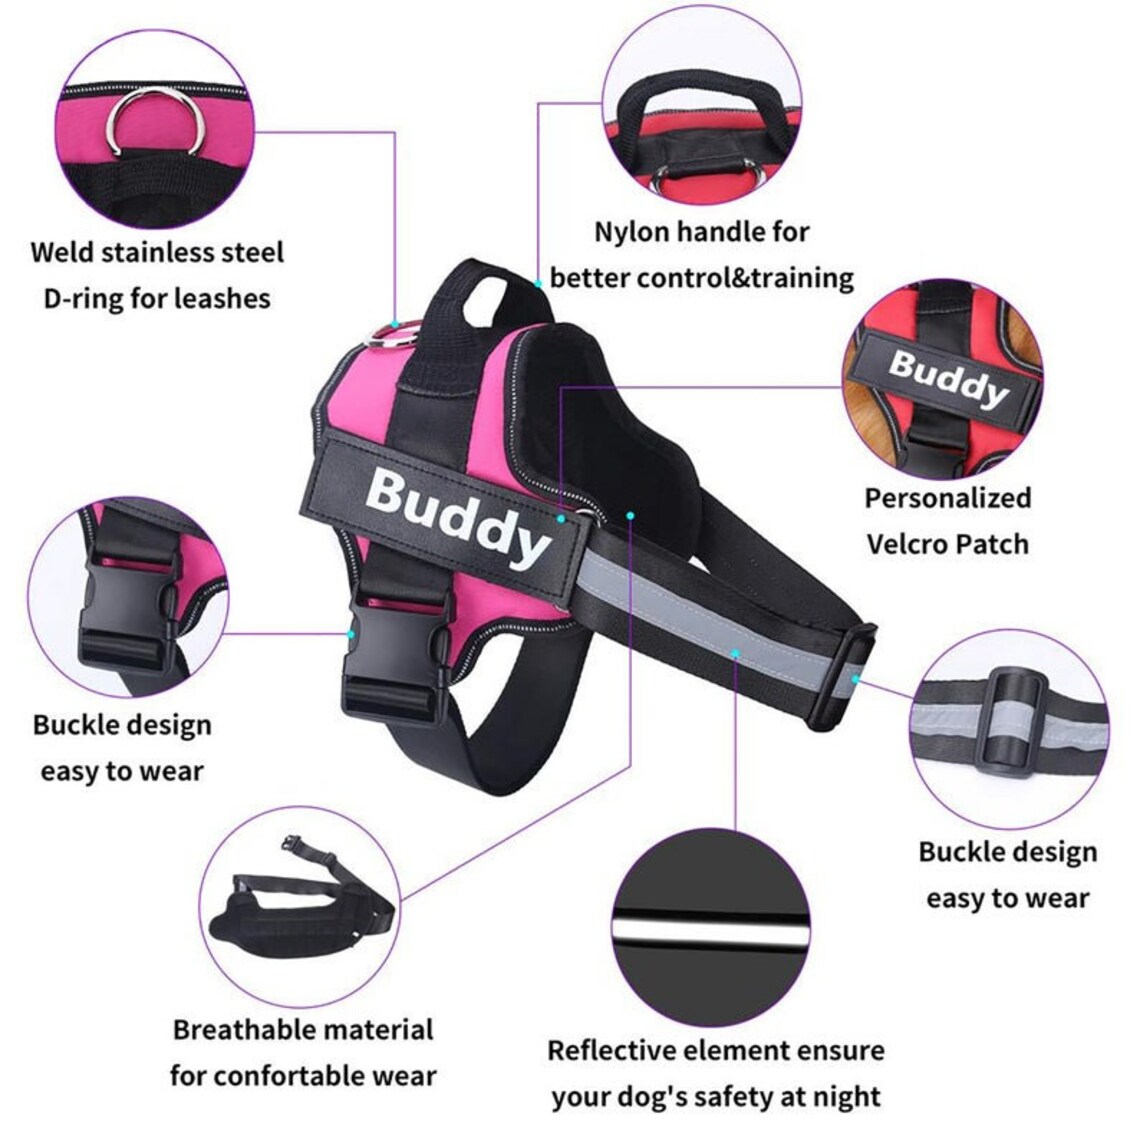 Weld stainless steel
D-ring for leashes
Nylon handle for
better control&training
Buddy
Personalized
Velcro Patch
Buddy
Buckle design
easy to wear
Buckle design
easy to wear
Breathable material
for confortable wear
Reflective element ensure
your dog's safety at night